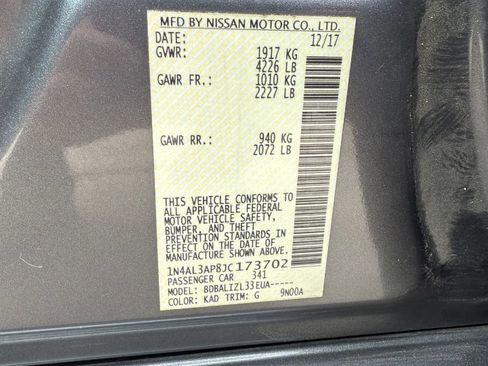 MFD BY NISSAN MOTOR CO., LTD.
DATE: 12/17
GVWR: 1917 KG
4226 LB
GAWR FR.: 1010 KG
2227 LB
GAWR RR.: 940 KG
2072 LB
THIS VEHICLE CONFORMS TO
ALL APPLICABLE FEDERAL
MOTOR VEHICLE SAFETY,
BUMPER, AND THEFT
PREVENTION STANDARDS IN
EFFECT ON THE DATE OF
MANUFACTURE SHOWN ABOVE.
1N4AL3AP8JC173702
PASSENGER CAR 341
MODEL: BDBALIZL33EUA-----
COLOR: KAD TRIM: G 9N00A